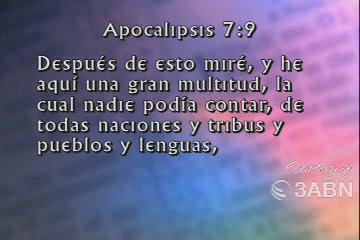 Apocalipsis 7:9
Después de esto miré, y he
aquí una gran multitud, la
cual nadie podía contar, de
todas naciones y tribus y
pueblos y lenguas,
Courtesy of
3ABN